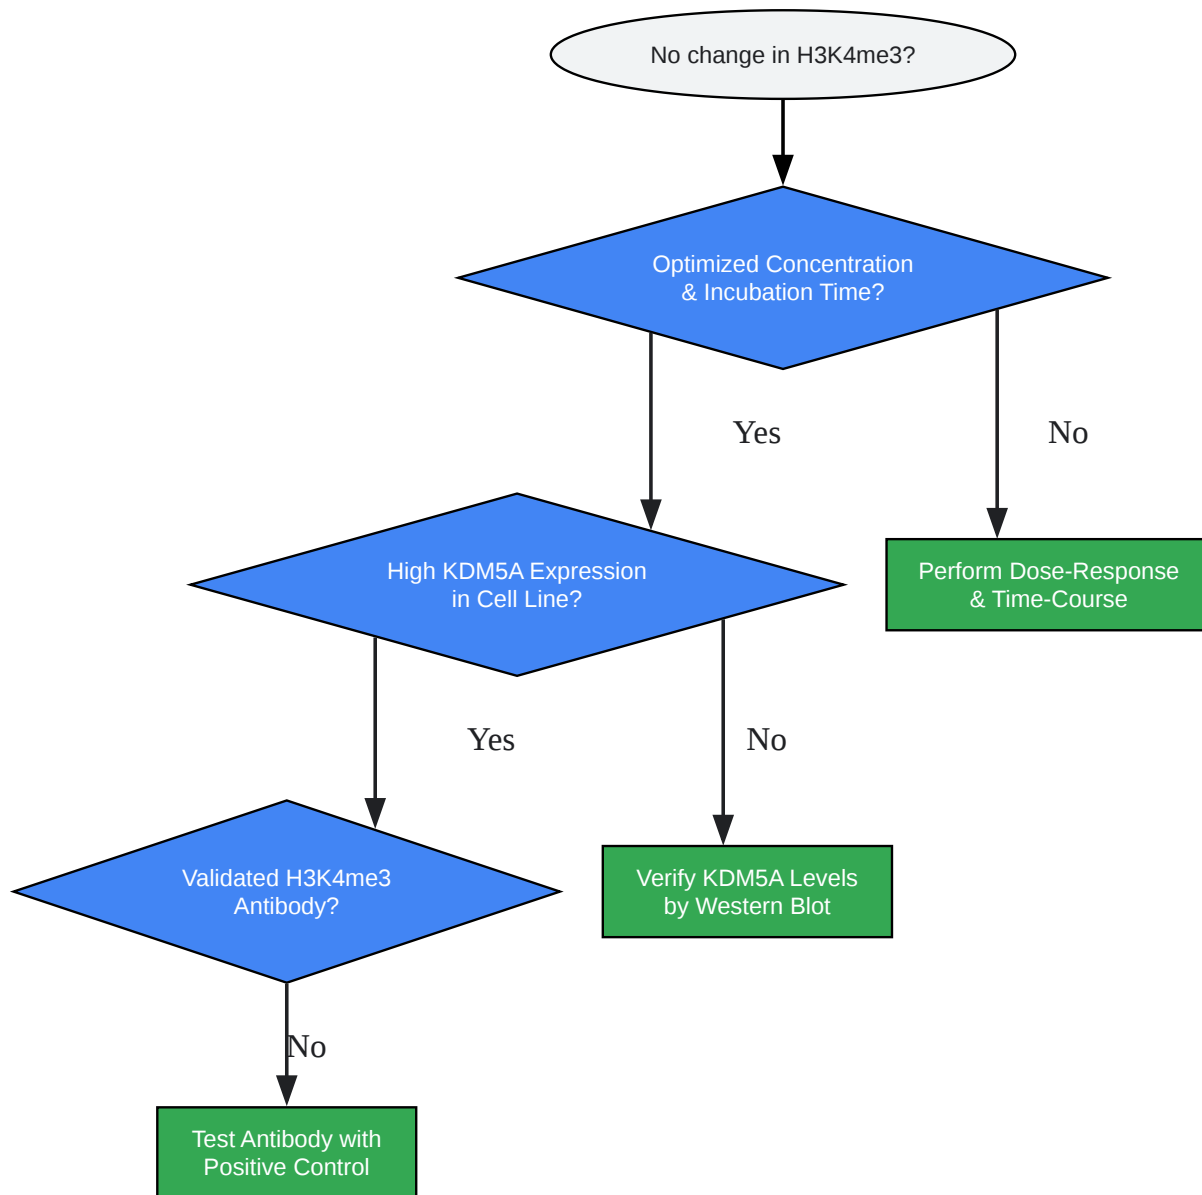 No change in H3K4me3?
Optimized Concentration
& Incubation Time?
Yes
No
High KDM5A Expression
in Cell Line?
Perform Dose-Response
& Time-Course
Yes
No
Validated H3K4me3
Antibody?
Verify KDM5A Levels
by Western Blot
No
Test Antibody with
Positive Control